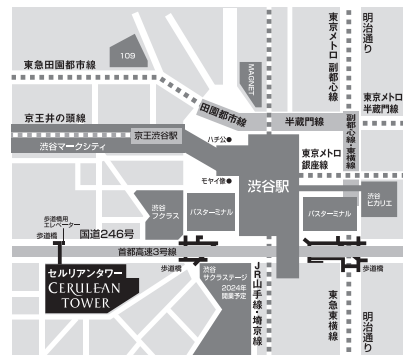 109
東急田園都市線
MAGNET
東京メトロ 副都心線
明治通り
田園都市線
半蔵門線
副都心線・東横線
東京メトロ
半蔵門線
京王井の頭線
京王渋谷駅
ハチ公
渋谷マークシティ
東京メトロ
銀座線
モヤイ像
渋谷駅
渋谷
フクラス
バスターミナル
バスターミナル
渋谷
ヒカリエ
歩道橋用
エレベーター
歩道橋
国道246号
首都高速3号線
歩道橋
歩道橋
セルリアンタワー
CERULEAN
TOWER
渋谷
サクラステージ
2024年
開業予定
JR山手線・埼京線
東急東横線
明治通り